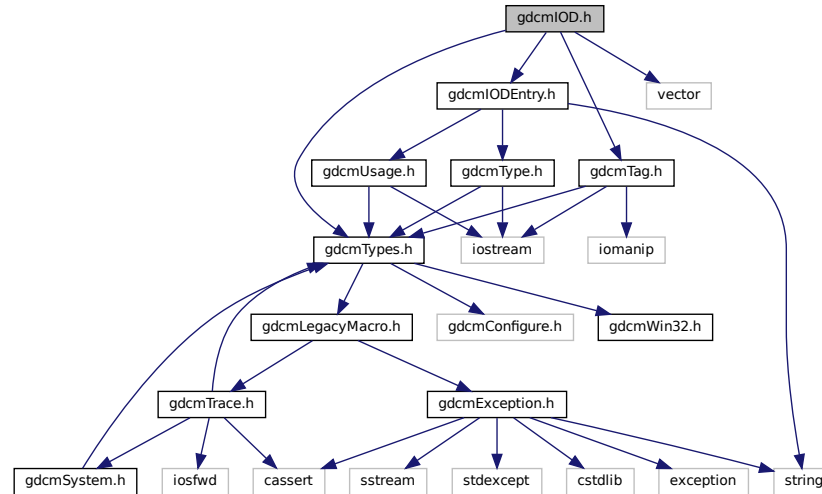 gdcmIOD.h
gdcmIODEntry.h
vector
gdcmUsage.h
gdcmType.h
gdcmTag.h
gdcmTypes.h
iostream
iomanip
gdcmLegacyMacro.h
gdcmConfigure.h
gdcmWin32.h
gdcmTrace.h
gdcmException.h
gdcmSystem.h
iosfwd
cassert
sstream
stdexcept
cstdlib
exception
string